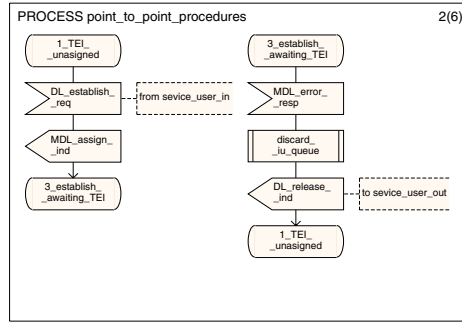 PROCESS point_to_point_procedures 2(6)
1_TEI_
_unasigned
DL_establish_
_req
from sevice_user_in
MDL_assign_
_ind
3_establish_
_awaiting_TEI
3_establish_
_awaiting_TEI
MDL_error_
_resp
discard_
_iu_queue
DL_release_
_ind
to sevice_user_out
1_TEI_
_unasigned